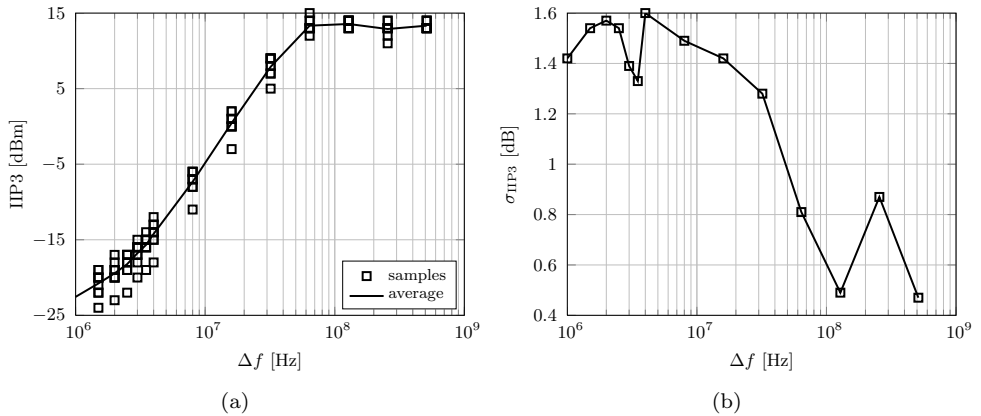 15
5
−5
−15
−25
IIP3 [dBm]
10^6
10^7
10^8
10^9
Δf [Hz]
samples
average
(a)
1.6
1.4
1.2
1
0.8
0.6
0.4
σ_IIP3 [dB]
10^6
10^7
10^8
10^9
Δf [Hz]
(b)